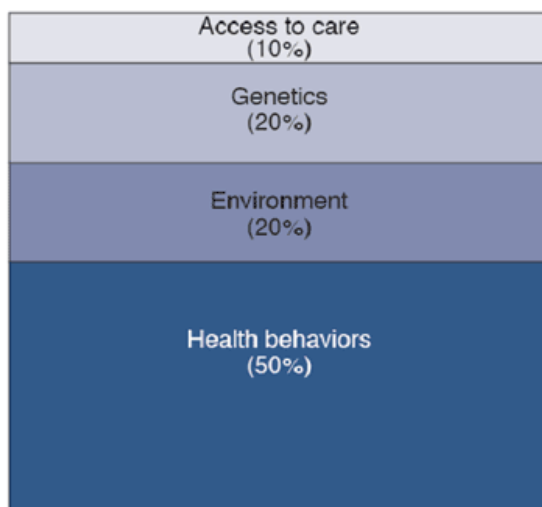 Access to care
(10%)
Genetics
(20%)
Environment
(20%)
Health behaviors
(50%)